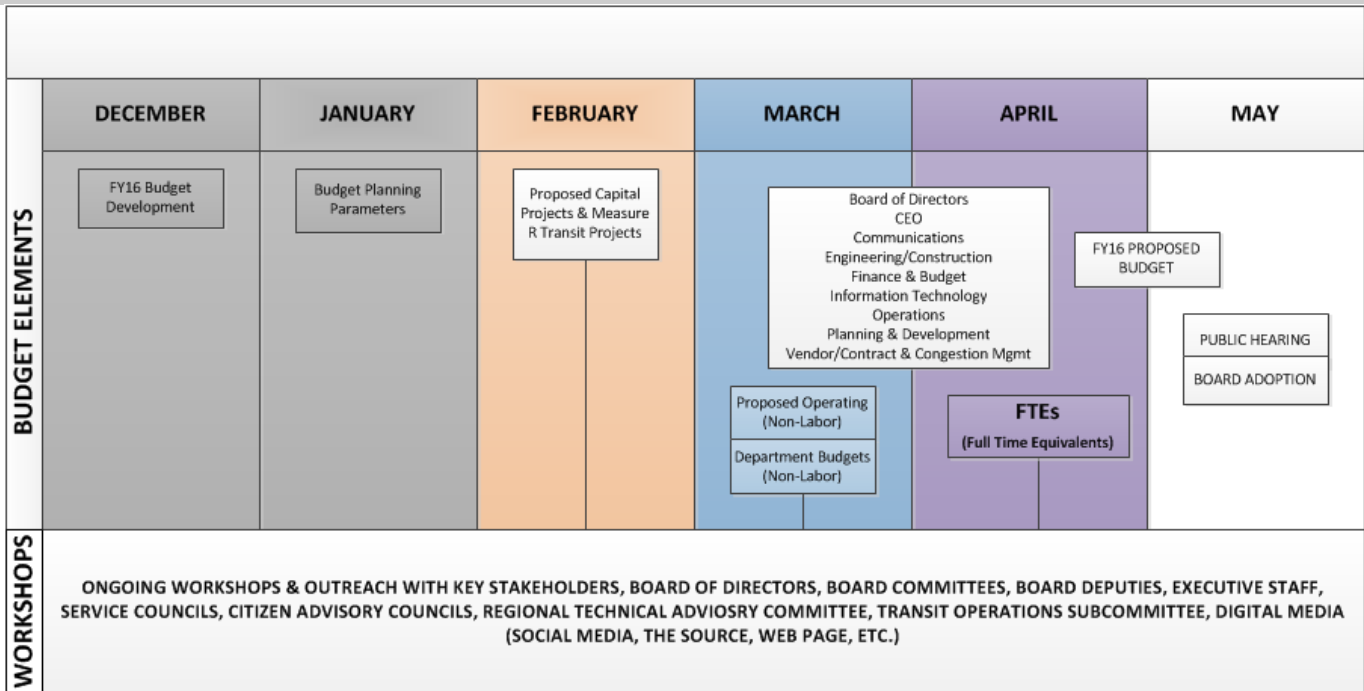 DECEMBER
JANUARY
FEBRUARY
MARCH
APRIL
MAY
BUDGET ELEMENTS
FY16 Budget
Development
Budget Planning
Parameters
Proposed Capital
Projects & Measure
R Transit Projects
Board of Directors
CEO
Communications
Engineering/Construction
Finance & Budget
Information Technology
Operations
Planning & Development
Vendor/Contract & Congestion Mgmt
Proposed Operating
(Non-Labor)
Department Budgets
(Non-Labor)
FTEs
(Full Time Equivalents)
FY16 PROPOSED
BUDGET
PUBLIC HEARING
BOARD ADOPTION
WORKSHOPS
ONGOING WORKSHOPS & OUTREACH WITH KEY STAKEHOLDERS, BOARD OF DIRECTORS, BOARD COMMITTEES, BOARD DEPUTIES, EXECUTIVE STAFF,
SERVICE COUNCILS, CITIZEN ADVISORY COUNCILS, REGIONAL TECHNICAL ADVIOSRY COMMITTEE, TRANSIT OPERATIONS SUBCOMMITTEE, DIGITAL MEDIA
(SOCIAL MEDIA, THE SOURCE, WEB PAGE, ETC.)